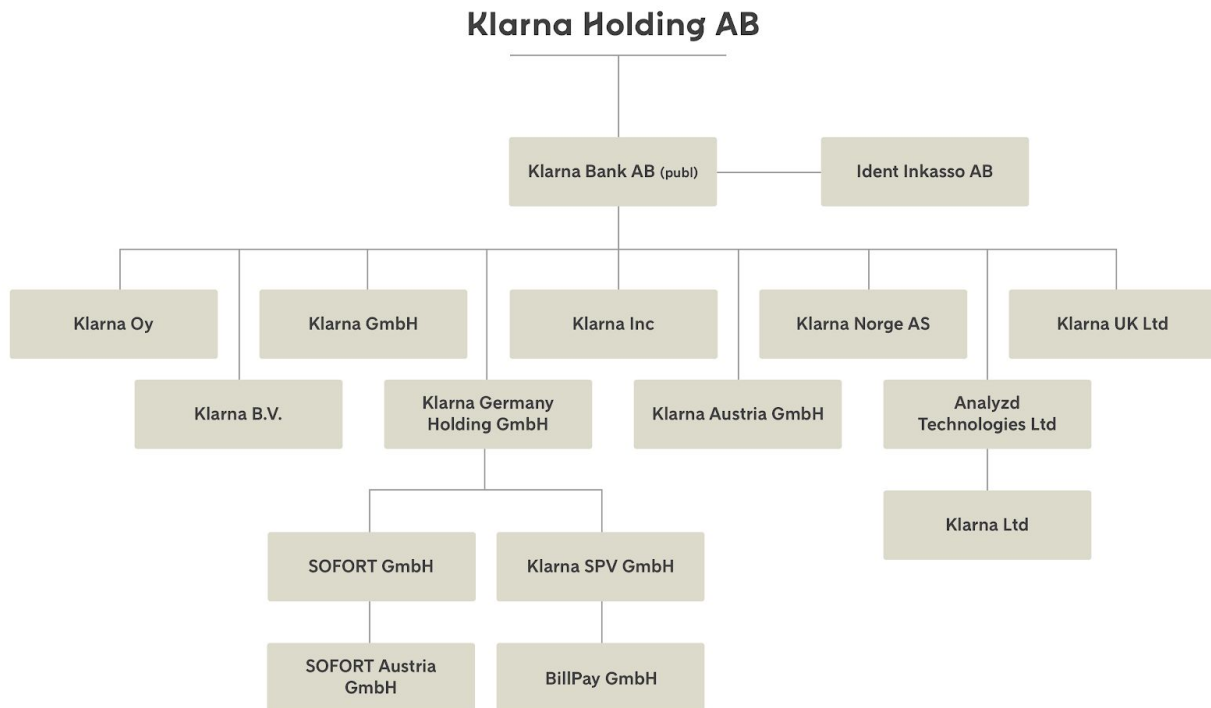 Klarna Holding AB
Klarna Bank AB (publ)
Ident Inkasso AB
Klarna Oy
Klarna GmbH
Klarna Inc
Klarna Norge AS
Klarna UK Ltd
Klarna B.V.
Klarna Germany
Holding GmbH
Klarna Austria GmbH
Analyzd
Technologies Ltd
Klarna Ltd
SOFORT GmbH
Klarna SPV GmbH
SOFORT Austria
GmbH
BillPay GmbH